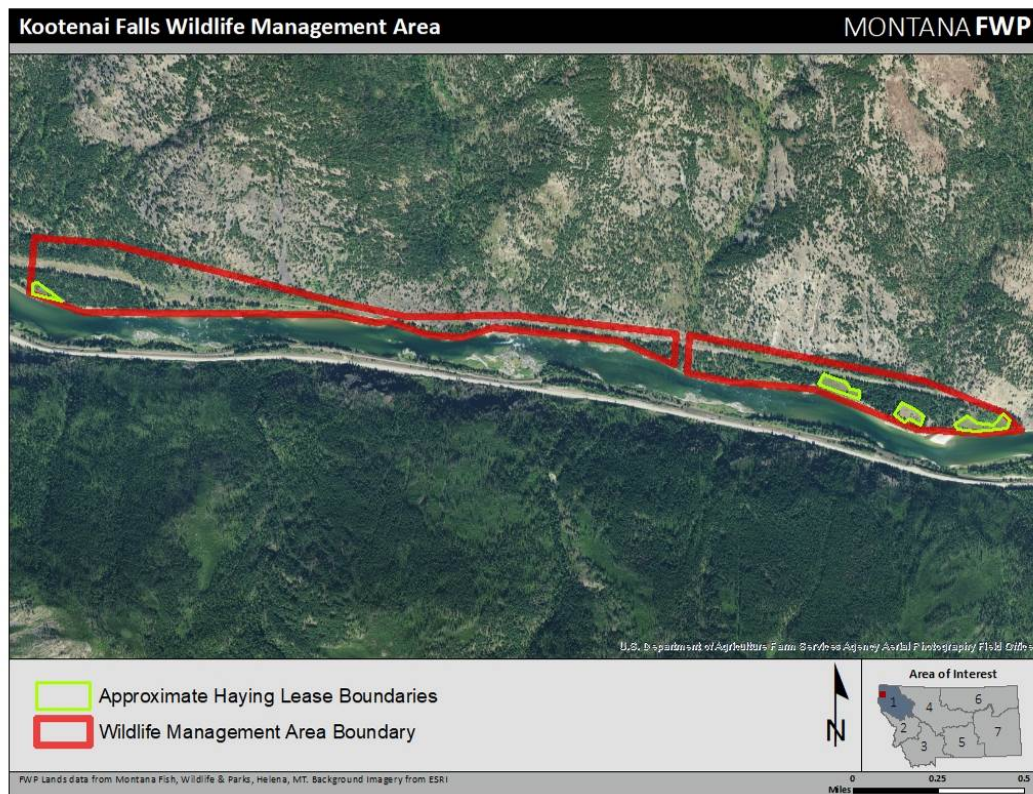 Kootenai Falls Wildlife Management Area
MONTANA FWP
U.S. Department of Agriculture Farm Services Agency Aerial Photography Field Office
Approximate Haying Lease Boundaries
Wildlife Management Area Boundary
N
Area of Interest
1
4
6
2
3
5
7
FWP Lands data from Montana Fish, Wildlife & Parks, Helena, MT. Background Imagery from ESRI
0 0.25 0.5
Miles